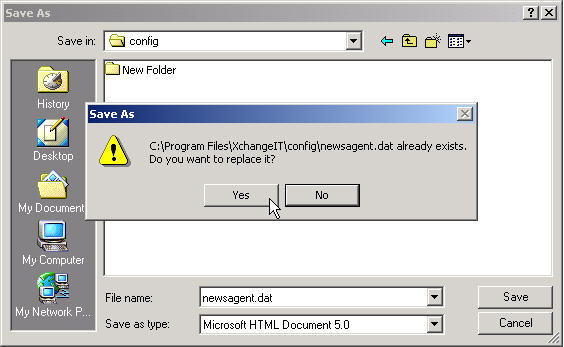 Save As
Save in:
config
New Folder
History
Desktop
My Document
My Computer
My Network P...
Save As
C:\Program Files\XchangeIT\config\newsagent.dat already exists.
Do you want to replace it?
Yes
No
File name:
newsagent.dat
Save
Save as type:
Microsoft HTML Document 5.0
Cancel